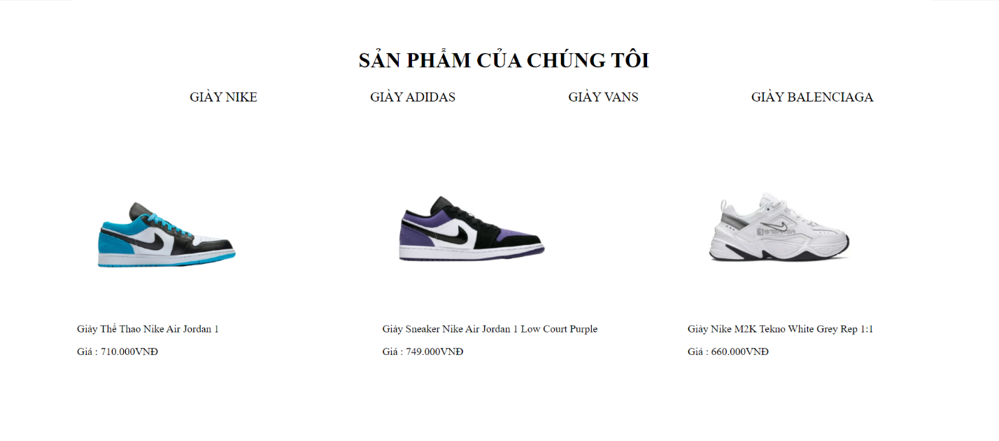 SẢN PHẨM CỦA CHÚNG TÔI
GIÀY NIKE GIÀY ADIDAS GIÀY VANS GIÀY BALENCIAGA
SNEAKER
Giày Thể Thao Nike Air Jordan 1 Giày Sneaker Nike Air Jordan 1 Low Court Purple Giày Nike M2K Tekno White Grey Rep 1:1
Giá : 710.000VNĐ Giá : 749.000VNĐ Giá : 660.000VNĐ